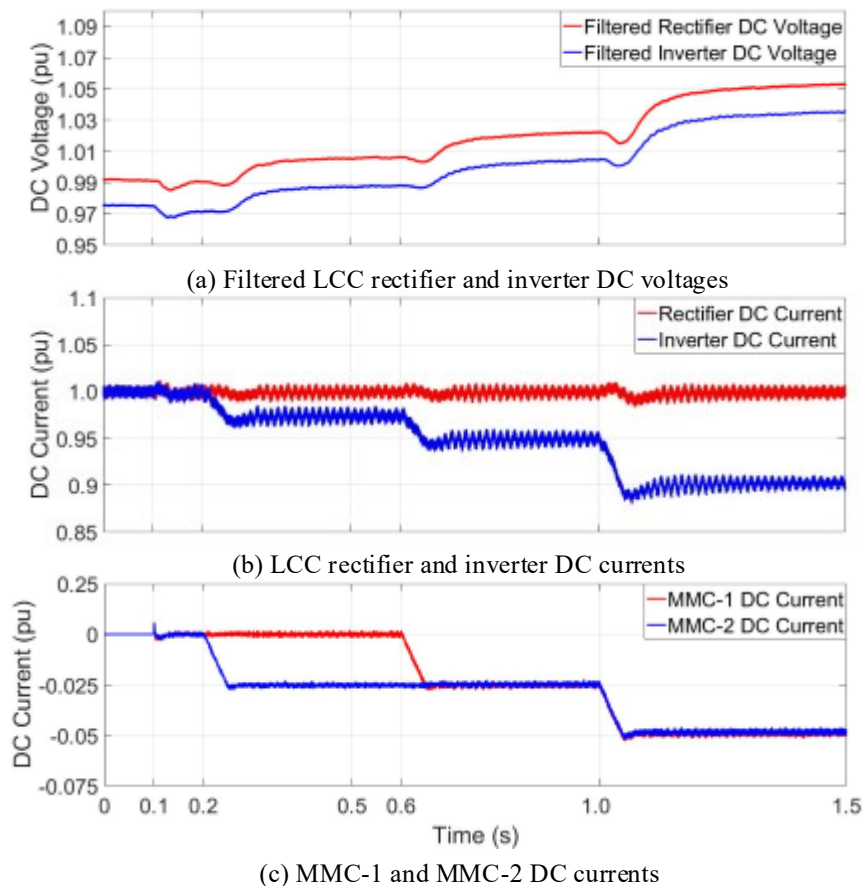 1.09
1.07
1.05
1.03
1.01
0.99
0.97
0.95
DC Voltage (pu)
Filtered Rectifier DC Voltage
Filtered Inverter DC Voltage
(a) Filtered LCC rectifier and inverter DC voltages
1.1
1.05
1.0
0.95
0.9
0.85
DC Current (pu)
Rectifier DC Current
Inverter DC Current
(b) LCC rectifier and inverter DC currents
0.25
0
-0.025
-0.05
-0.075
DC Current (pu)
MMC-1 DC Current
MMC-2 DC Current
0 0.1 0.2 0.5 0.6 1.0 1.5
Time (s)
(c) MMC-1 and MMC-2 DC currents